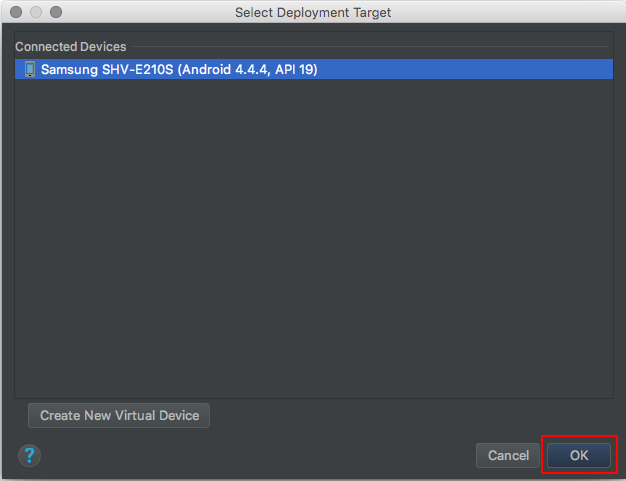 Select Deployment Target
Connected Devices
Samsung SHV-E210S (Android 4.4.4, API 19)
Create New Virtual Device
?
Cancel
OK